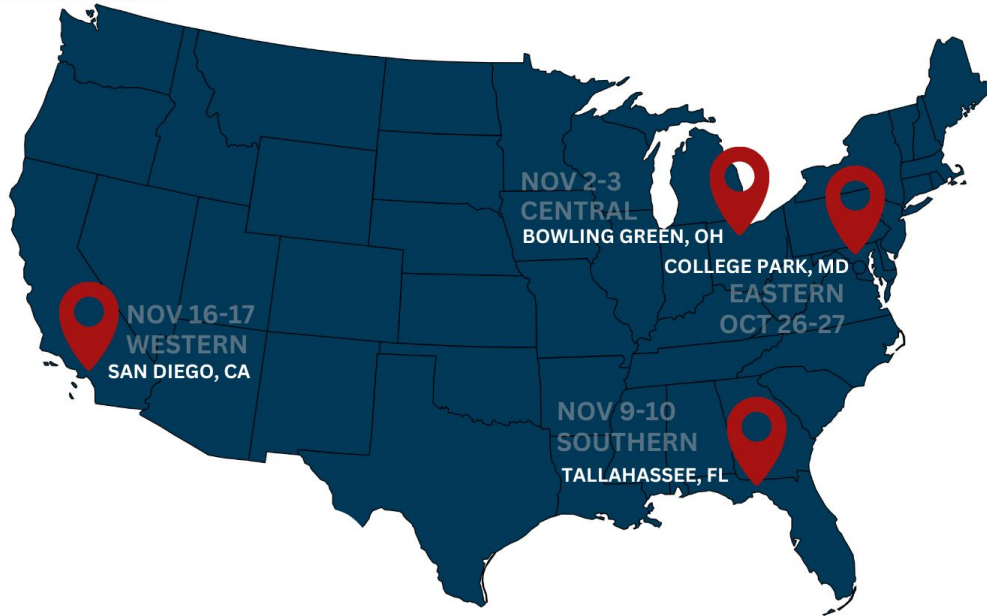 NOV 2-3
CENTRAL
BOWLING GREEN, OH
COLLEGE PARK, MD
EASTERN
OCT 26-27
NOV 16-17
WESTERN
SAN DIEGO, CA
NOV 9-10
SOUTHERN
TALLAHASSEE, FL